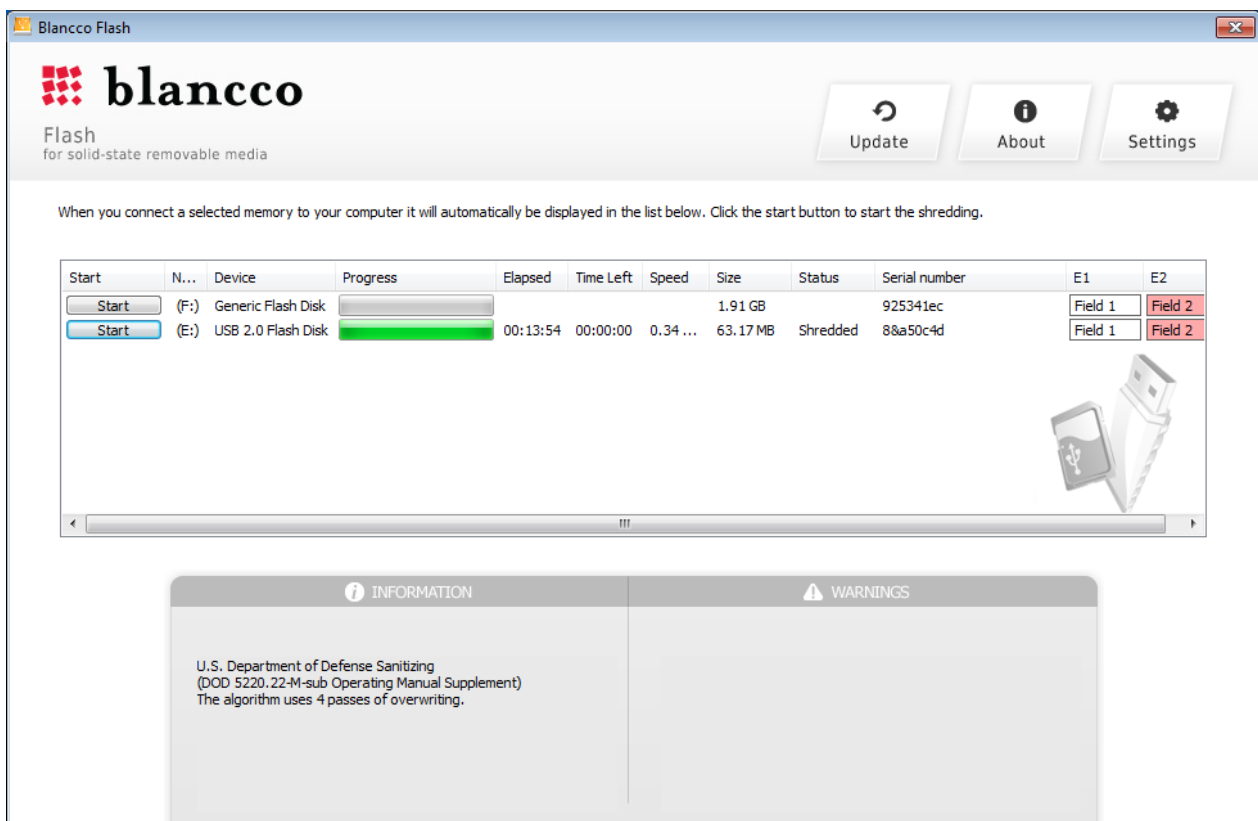 Blancco Flash
blancco
Flash
for solid-state removable media
Update
About
Settings
When you connect a selected memory to your computer it will automatically be displayed in the list below. Click the start button to start the shredding.
Start N... Device Progress Elapsed Time Left Speed Size Status Serial number E1 E2
Start (F:) Generic Flash Disk 1.91 GB 925341ec Field 1 Field 2
Start (E:) USB 2.0 Flash Disk 00:13:54 00:00:00 0.34 ... 63.17 MB Shredded 8&a50c4d Field 1 Field 2
INFORMATION
WARNINGS
U.S. Department of Defense Sanitizing
(DOD 5220.22-M-sub Operating Manual Supplement)
The algorithm uses 4 passes of overwriting.